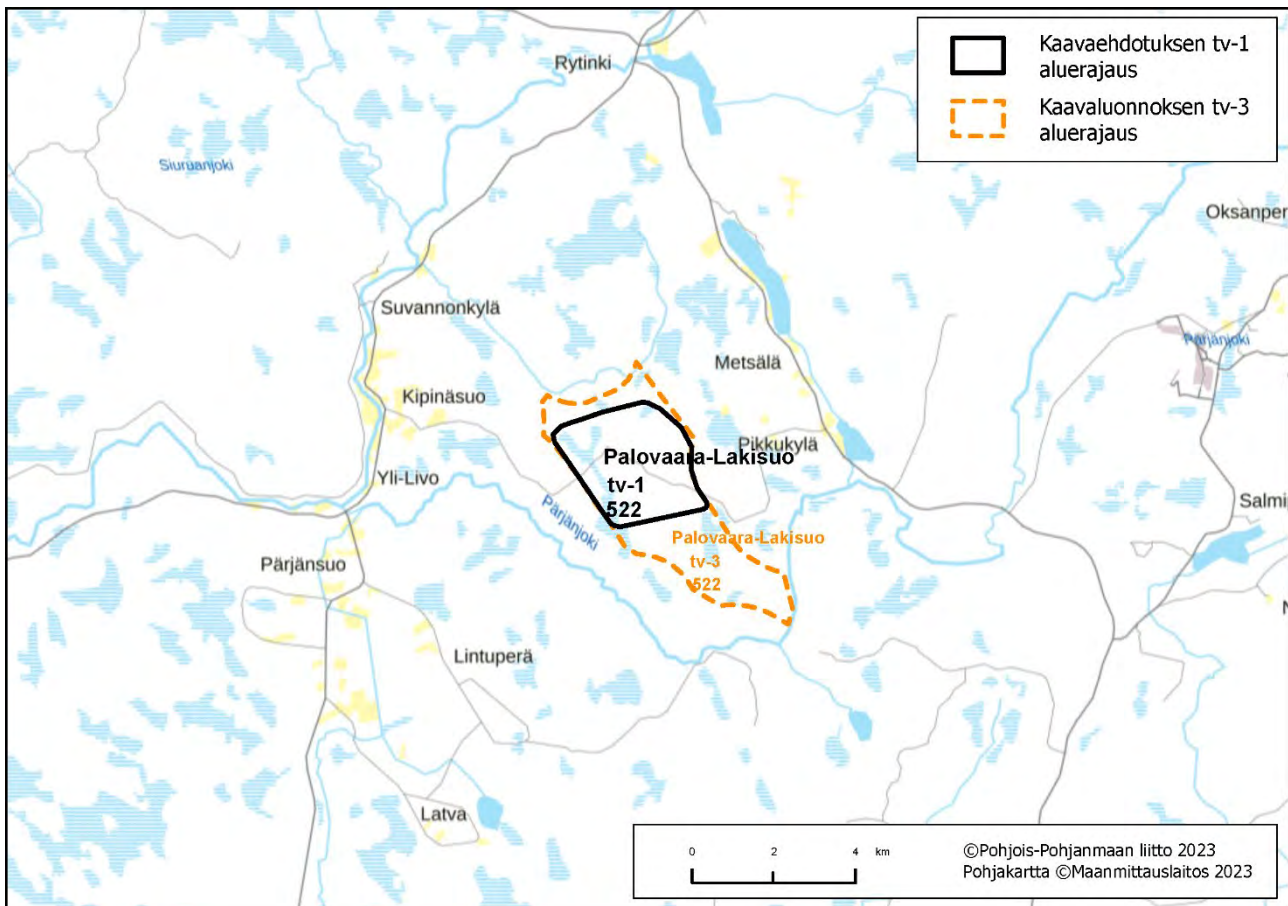 Kaavaehdotuksen tv-1
aluerajaus
Kaavaluonnoksen tv-3
aluerajaus
Rytinki
Siuruanjoki
Oksanper
Suvannonkylä
Pärjänjoki
Metsälä
Kipinäsuo
Pikkukylä
Palovaara-Lakisuo
tv-1
522
Yli-Livo
Salmi
Pärjänjoki
Palovaara-Lakisuo
tv-3
522
Pärjänsuo
N
Lintuperä
Latva
0 2 4 km
©Pohjois-Pohjanmaan liitto 2023
Pohjakartta ©Maanmittauslaitos 2023